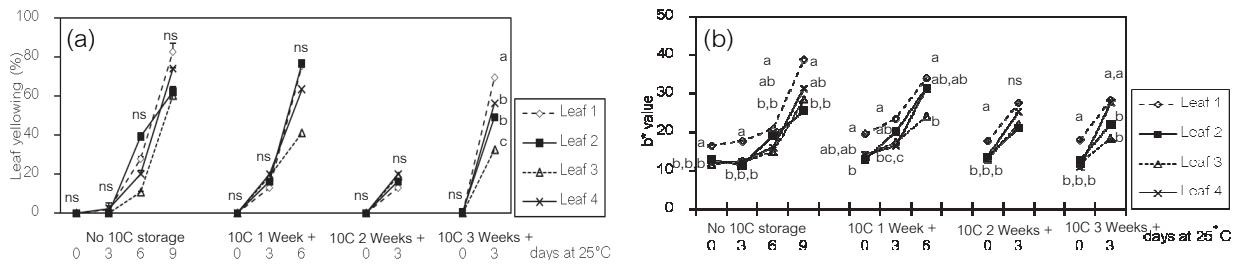 (a)
Leaf yellowing (%)
100
80
60
40
20
0
ns
ns
ns
ns
ns
ns
ns
ns
ns
ns
a
b
b
c
No 10C storage
10C 1 Week +
10C 2 Weeks +
10C 3 Weeks +
0 3 6 9 0 3 6 0 3 0 3 days at 25°C
Leaf 1
Leaf 2
Leaf 3
Leaf 4
(b)
b* value
50
40
30
20
10
0
a
b,b,b
a
b,b,b
a
b,b
a
ab
ab
b,b
a
ab,ab
b
a
ab
bc,c
a
ab,ab
b
a
b,b,b
ns
a
b,b,b
a,a
b
b
No 10C storage
10C 1 Week +
10C 2 Weeks +
10C 3 Weeks +
0 3 6 9 0 3 6 0 3 0 3 days at 25°C
Leaf 1
Leaf 2
Leaf 3
Leaf 4